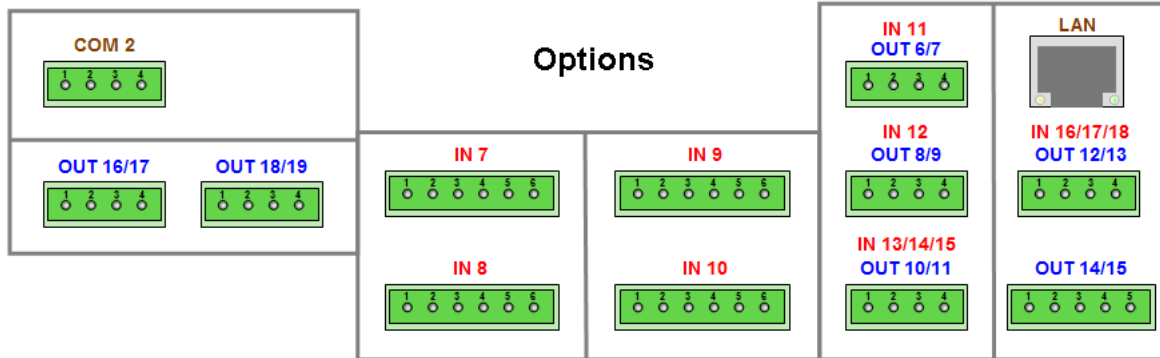 COM 2
1 2 3 4
OUT 16/17
OUT 18/19
1 2 3 4
1 2 3 4
Options
IN 7
1 2 3 4 5 6
IN 9
1 2 3 4 5 6
IN 8
1 2 3 4 5 6
IN 10
1 2 3 4 5 6
IN 11
OUT 6/7
1 2 3 4
IN 12
OUT 8/9
1 2 3 4
IN 13/14/15
OUT 10/11
1 2 3 4
LAN
IN 16/17/18
OUT 12/13
1 2 3 4
OUT 14/15
1 2 3 4 5